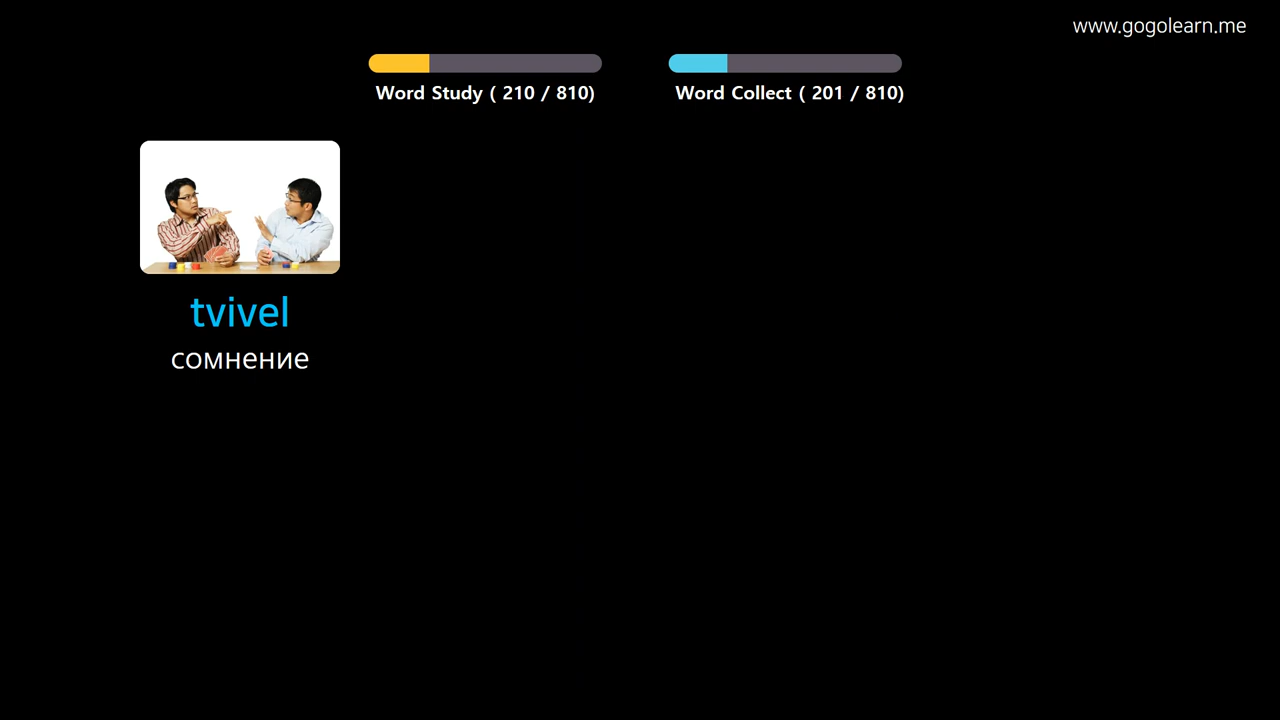 www.gogolearn.me
Word Study ( 210 / 810)
Word Collect ( 201 / 810)
tvivel
сомнение